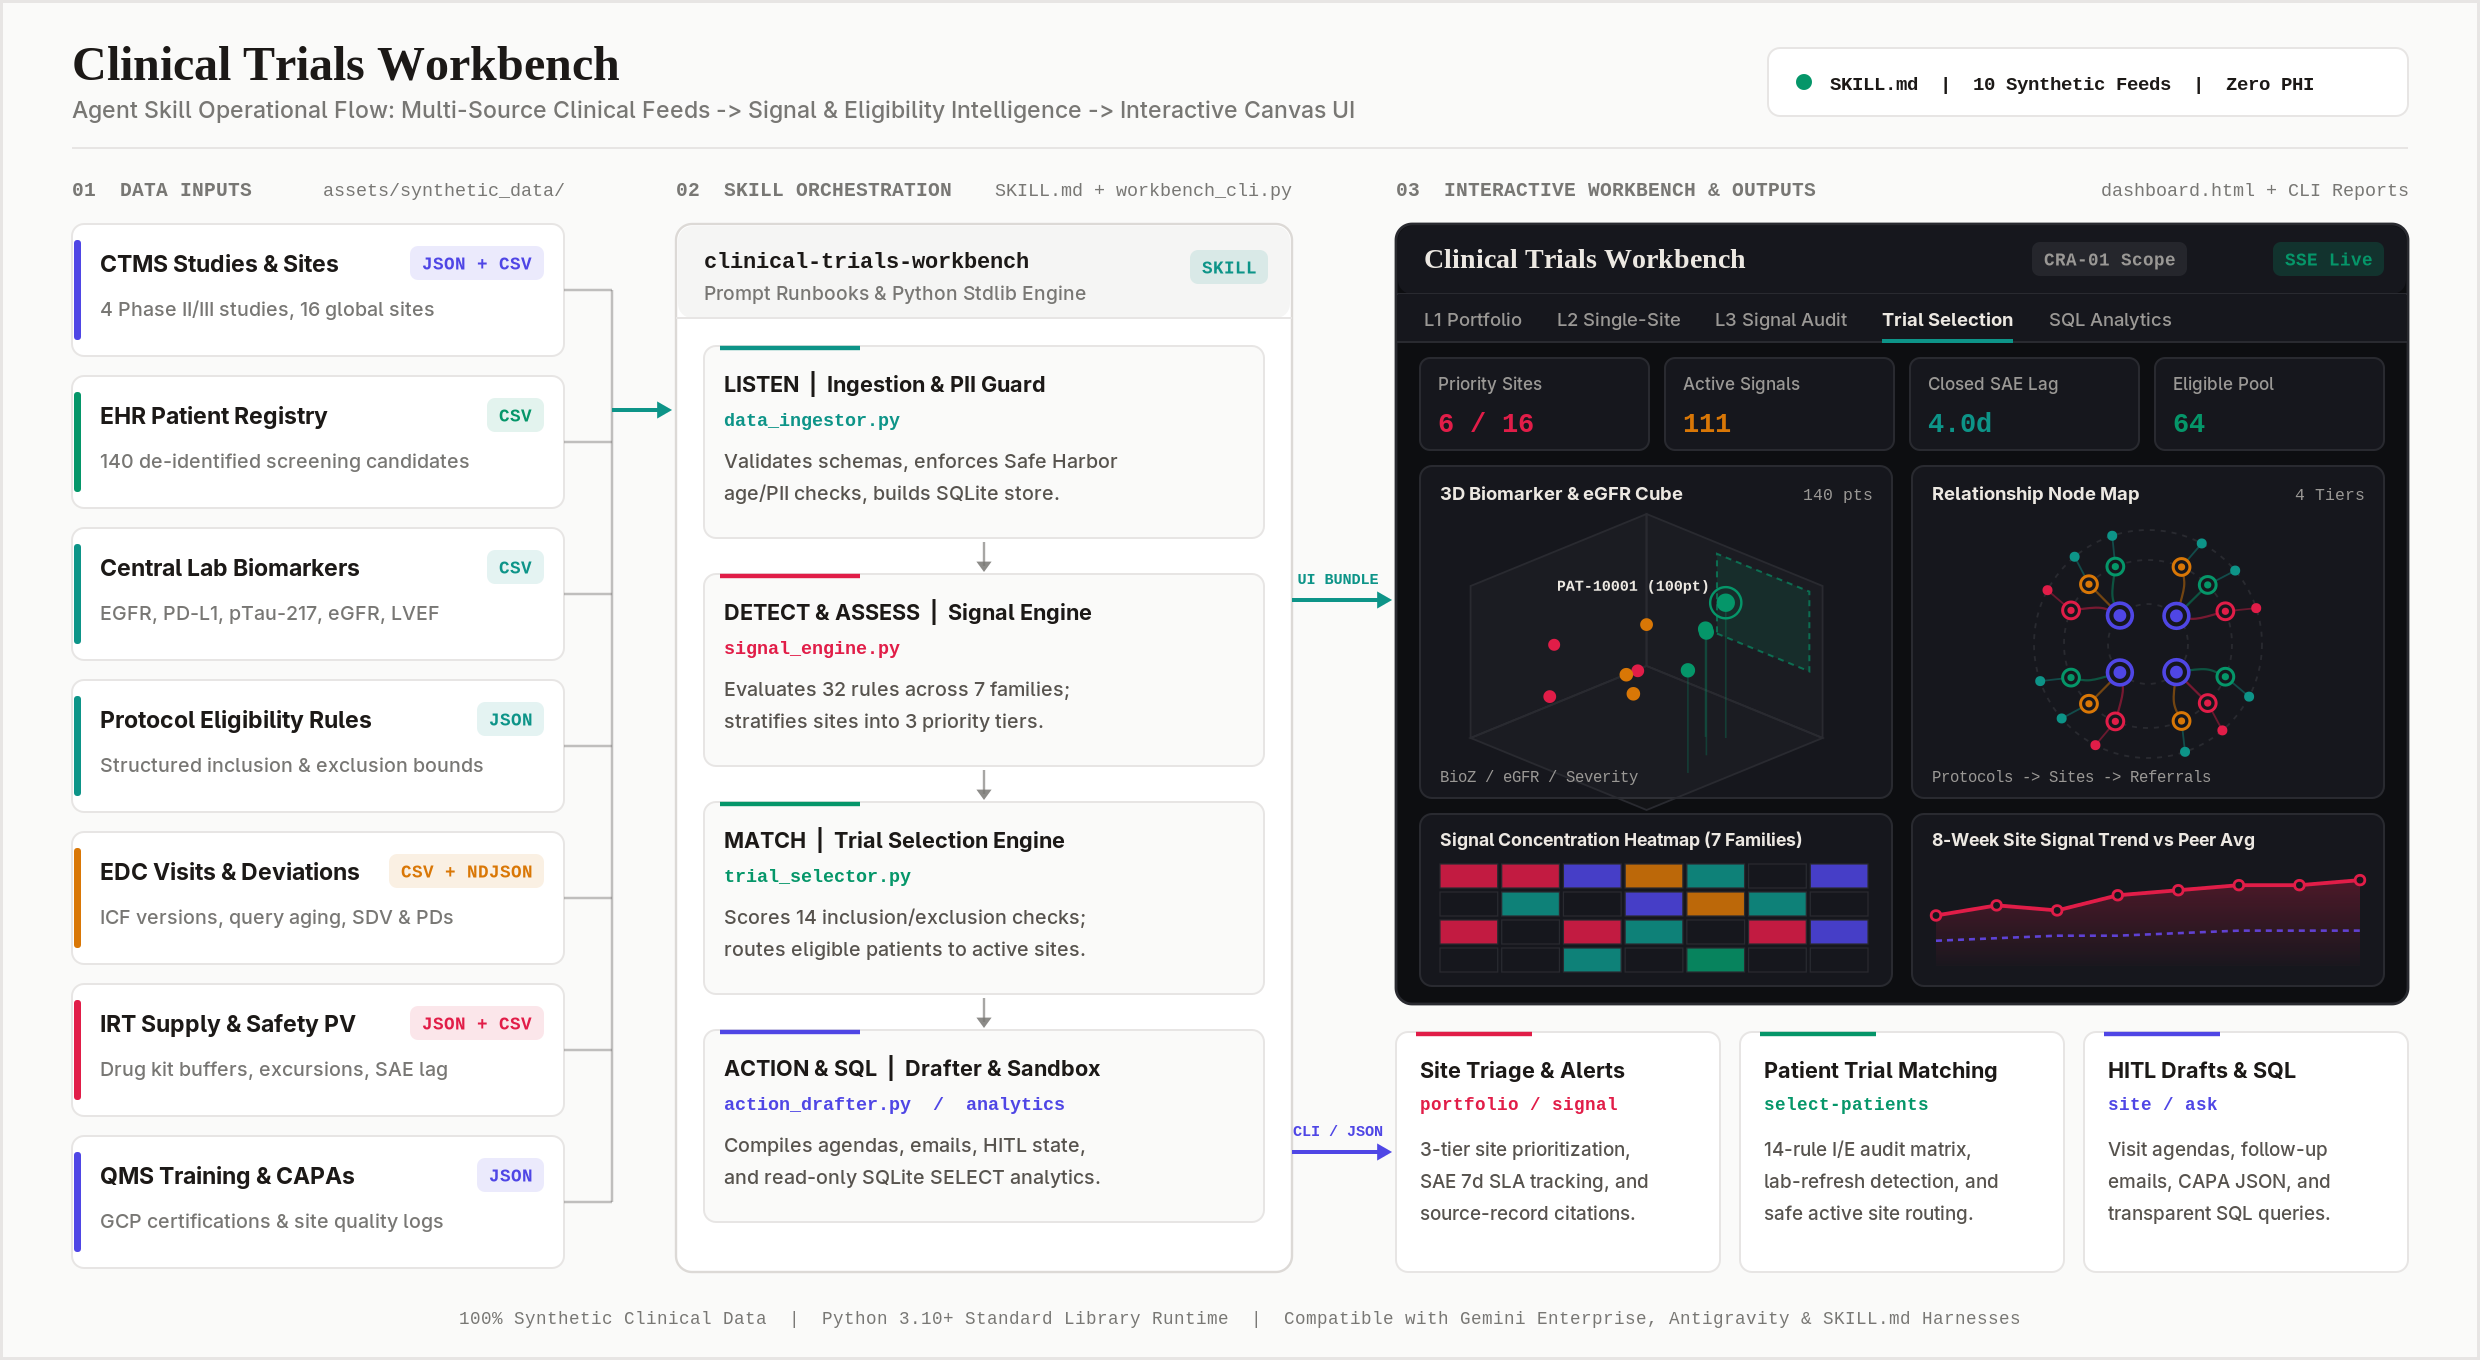 Clinical Trials Workbench
Agent Skill Operational Flow: Multi-Source Clinical Feeds -> Signal & Eligibility Intelligence -> Interactive Canvas UI
SKILL.md | 10 Synthetic Feeds | Zero PHI
01 DATA INPUTS
assets/synthetic_data/
CTMS Studies & Sites
JSON + CSV
4 Phase II/III studies, 16 global sites
EHR Patient Registry
CSV
140 de-identified screening candidates
Central Lab Biomarkers
CSV
EGFR, PD-L1, pTau-217, eGFR, LVEF
Protocol Eligibility Rules
JSON
Structured inclusion & exclusion bounds
EDC Visits & Deviations
CSV + NDJSON
ICF versions, query aging, SDV & PDs
IRT Supply & Safety PV
JSON + CSV
Drug kit buffers, excursions, SAE lag
QMS Training & CAPAs
JSON
GCP certifications & site quality logs
02 SKILL ORCHESTRATION
SKILL.md + workbench_cli.py
clinical-trials-workbench
SKILL
Prompt Runbooks & Python Stdlib Engine
LISTEN | Ingestion & PII Guard
data_ingestor.py
Validates schemas, enforces Safe Harbor
age/PII checks, builds SQLite store.
DETECT & ASSESS | Signal Engine
signal_engine.py
Evaluates 32 rules across 7 families;
stratifies sites into 3 priority tiers.
MATCH | Trial Selection Engine
trial_selector.py
Scores 14 inclusion/exclusion checks;
routes eligible patients to active sites.
ACTION & SQL | Drafter & Sandbox
action_drafter.py / analytics
Compiles agendas, emails, HITL state,
and read-only SQLite SELECT analytics.
UI BUNDLE
CLI / JSON
03 INTERACTIVE WORKBENCH & OUTPUTS
dashboard.html + CLI Reports
Clinical Trials Workbench
CRA-01 Scope
SSE Live
L1 Portfolio
L2 Single-Site
L3 Signal Audit
Trial Selection
SQL Analytics
Priority Sites
6 / 16
Active Signals
111
Closed SAE Lag
4.0d
Eligible Pool
64
3D Biomarker & eGFR Cube
140 pts
PAT-10001 (100pt)
BioZ / eGFR / Severity
Relationship Node Map
4 Tiers
Protocols -> Sites -> Referrals
Signal Concentration Heatmap (7 Families)
8-Week Site Signal Trend vs Peer Avg
Site Triage & Alerts
portfolio / signal
3-tier site prioritization,
SAE 7d SLA tracking, and
source-record citations.
Patient Trial Matching
select-patients
14-rule I/E audit matrix,
lab-refresh detection, and
safe active site routing.
HITL Drafts & SQL
site / ask
Visit agendas, follow-up
emails, CAPA JSON, and
transparent SQL queries.
100% Synthetic Clinical Data | Python 3.10+ Standard Library Runtime | Compatible with Gemini Enterprise, Antigravity & SKILL.md Harnesses